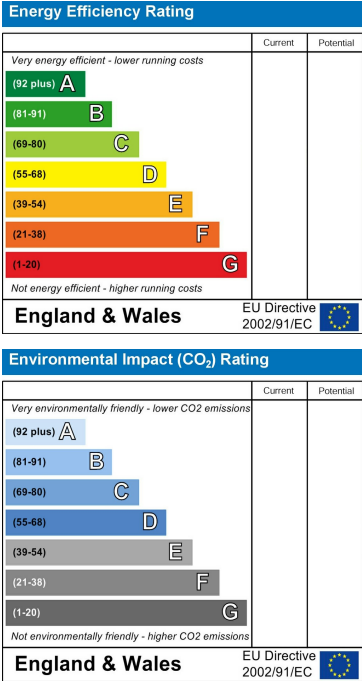 Energy Efficiency Rating
Current Potential
Very energy efficient - lower running costs
(92 plus) A
(81-91) B
(69-80) C
(55-68) D
(39-54) E
(21-38) F
(1-20) G
Not energy efficient - higher running costs
England & Wales EU Directive
2002/91/EC
Environmental Impact (CO₂) Rating
Current Potential
Very environmentally friendly - lower CO2 emissions
(92 plus) A
(81-91) B
(69-80) C
(55-68) D
(39-54) E
(21-38) F
(1-20) G
Not environmentally friendly - higher CO2 emissions
England & Wales EU Directive
2002/91/EC